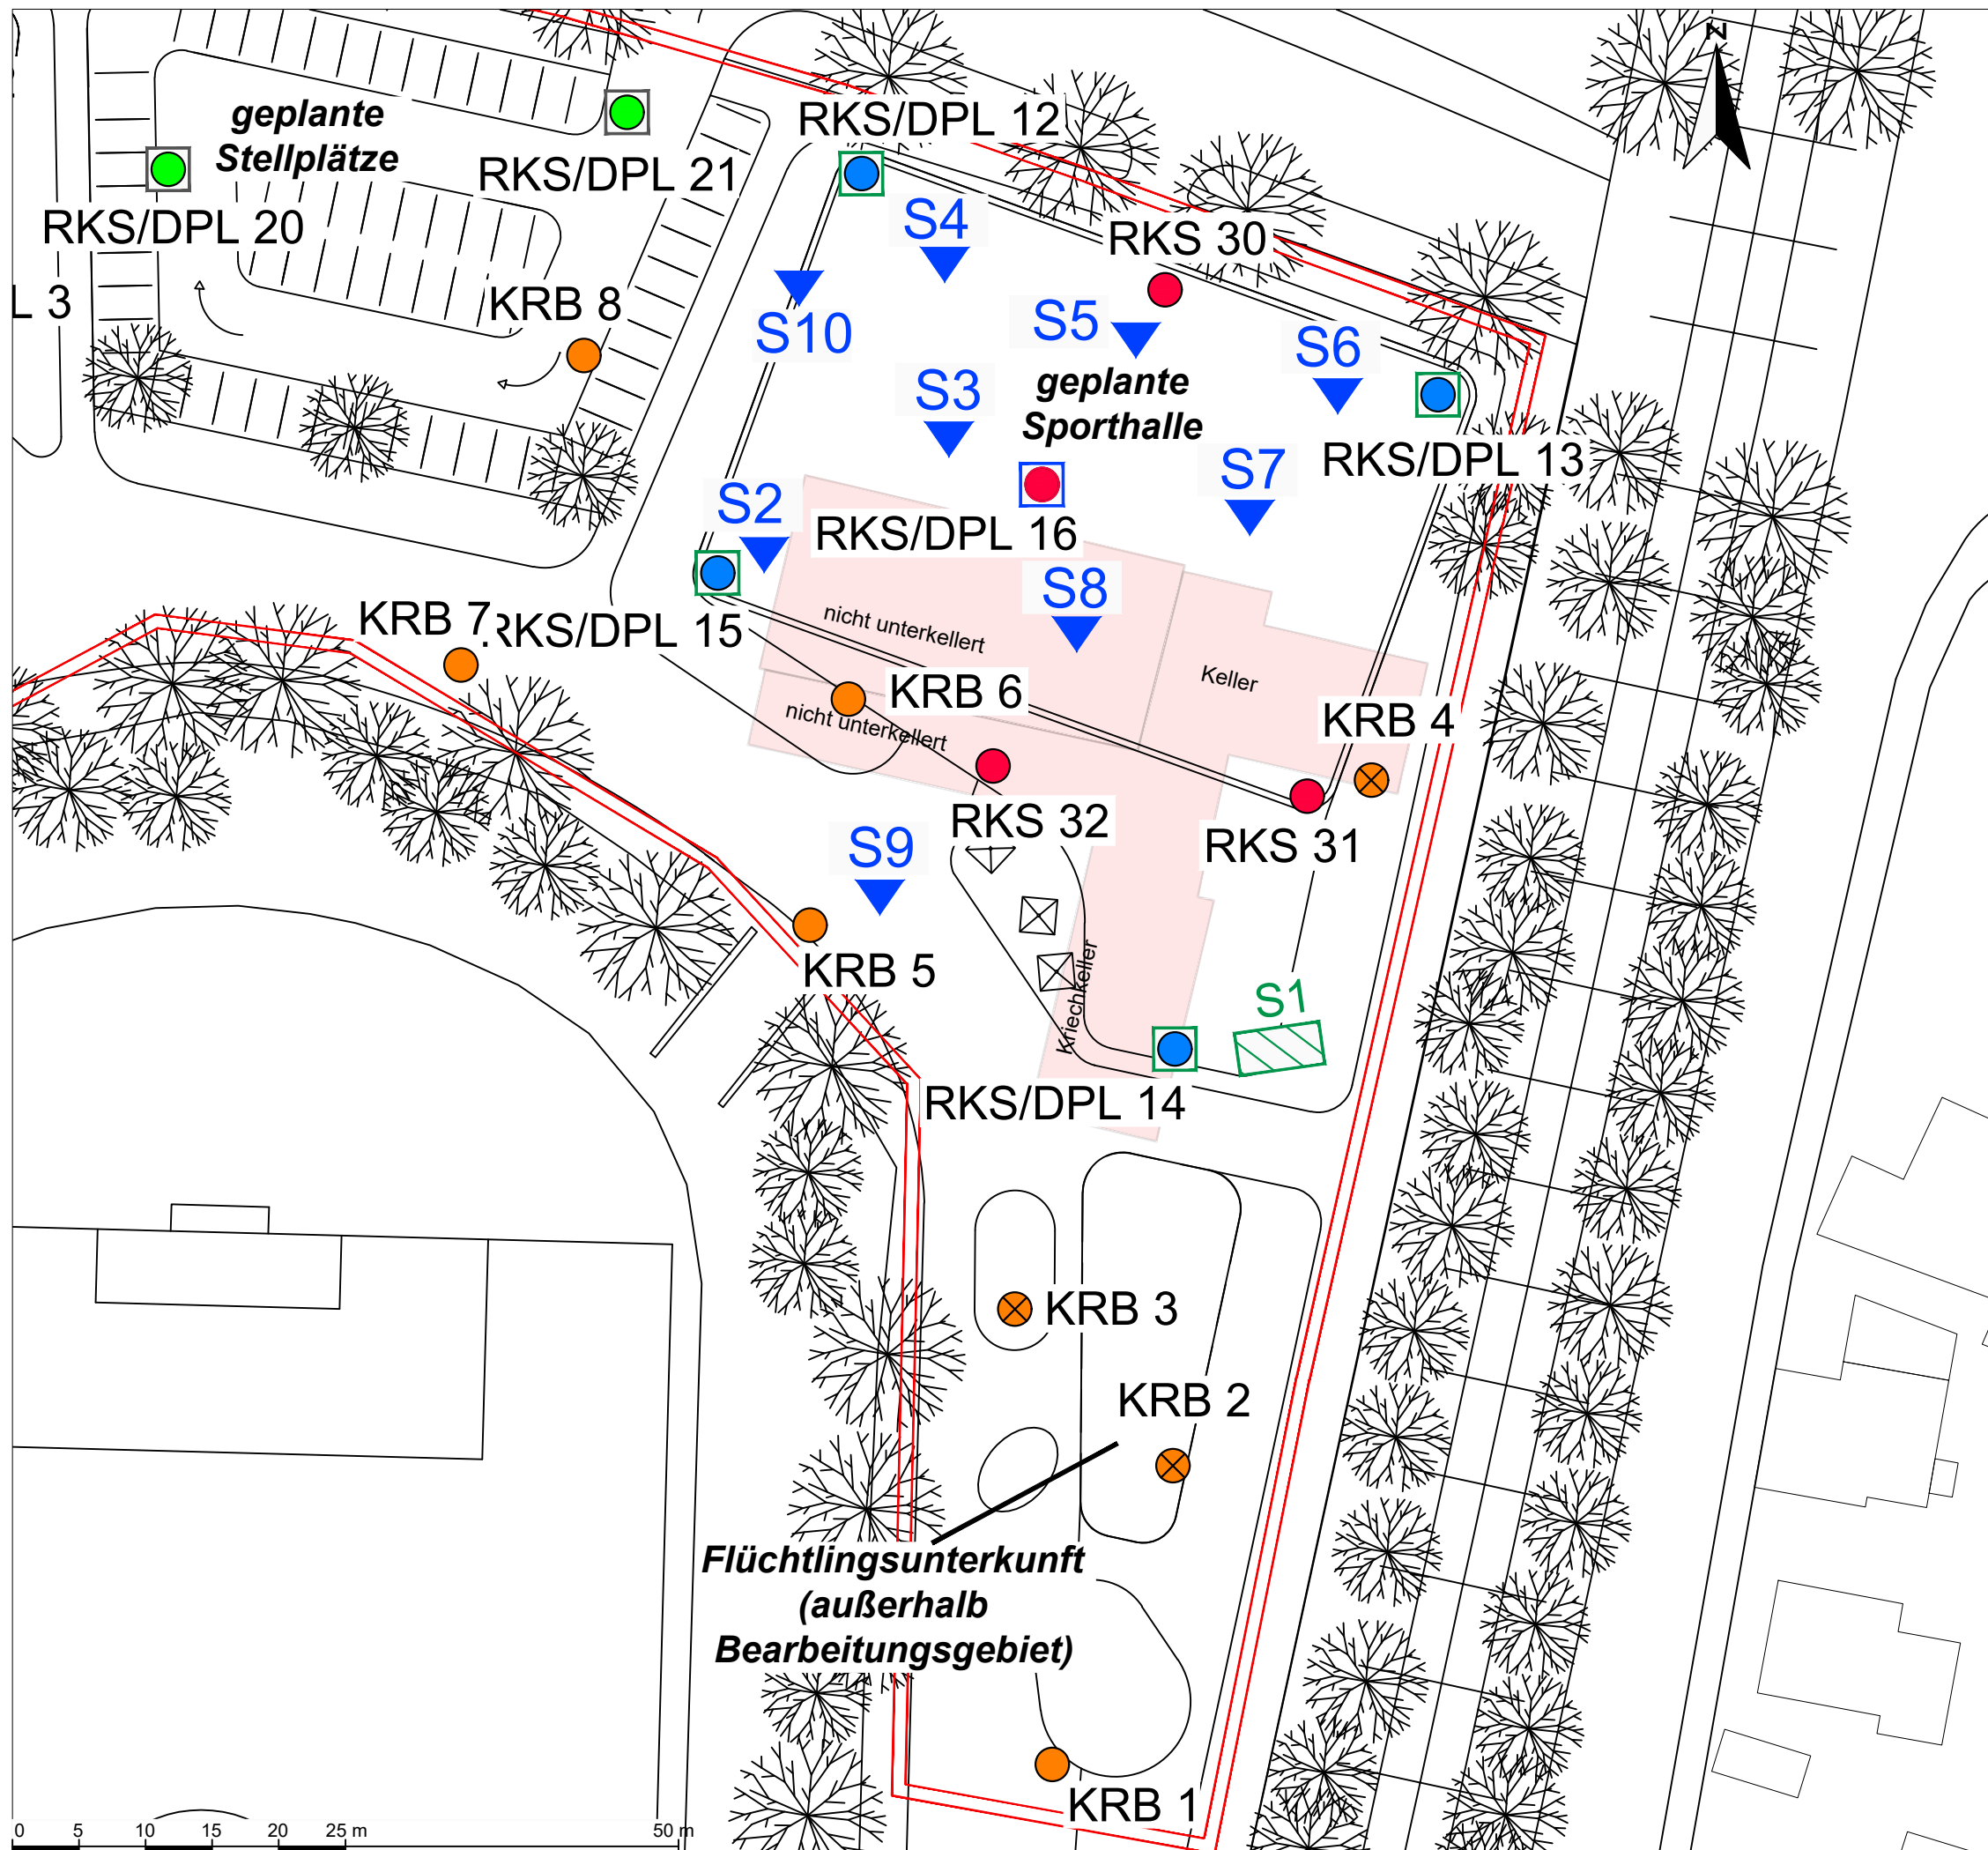 N
geplante
Stellplätze
RKS/DPL 21
RKS/DPL 20
L 3
KRB 8
RKS/DPL 12
S4
RKS 30
S10
S5
S6
S3
geplante
Sporthalle
RKS/DPL 13
S7
S2
RKS/DPL 16
S8
KRB 7
RKS/DPL 15
nicht unterkellert
Keller
KRB 6
KRB 4
nicht unterkellert
RKS 32
RKS 31
S9
KRB 5
Kriechkeller
S1
RKS/DPL 14
KRB 3
KRB 2
Flüchtlingsunterkunft
(außerhalb
Bearbeitungsgebiet)
KRB 1
0 5 10 15 20 25 m 50 m